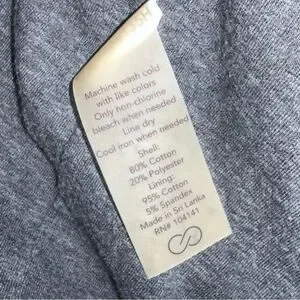 Machine wash cold
with like colors
Only non-chlorine
bleach when needed
Line dry
Cool iron when needed
Shell:
80% Cotton
20% Polyester
Lining:
95% Cotton
5% Spandex
Made in Sri Lanka
RN# 104141